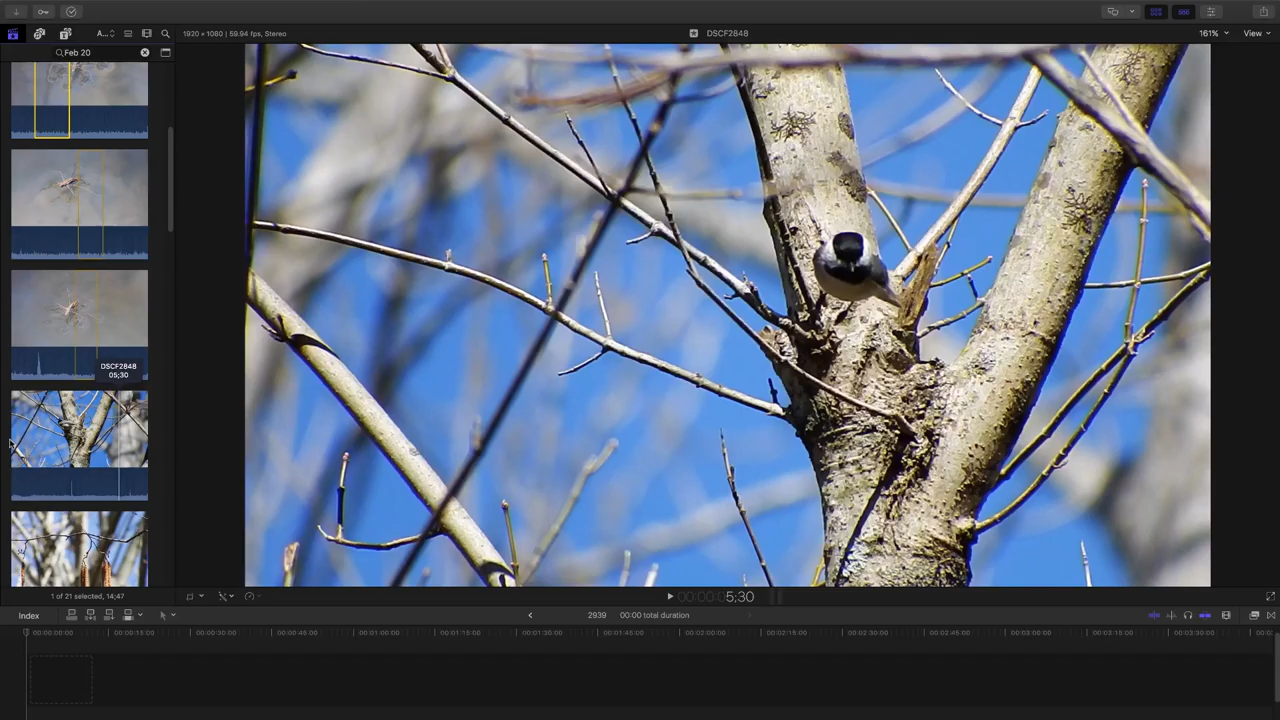 A...
1920 × 1080 | 59.94 fps, Stereo
DSCF2848
161%
View
Feb 20
DSCF2848
05;30
1 of 21 selected, 14;47
00:00:00:05;30
Index
2939
00:00 total duration
00:00:00:00
00:00:15:00
00:00:30:00
00:00:45:00
00:01:00:00
00:01:15:00
00:01:30:00
00:01:45:00
00:02:00:00
00:02:15:00
00:02:30:00
00:02:45:00
00:03:00:00
00:03:15:00
00:03:30:00